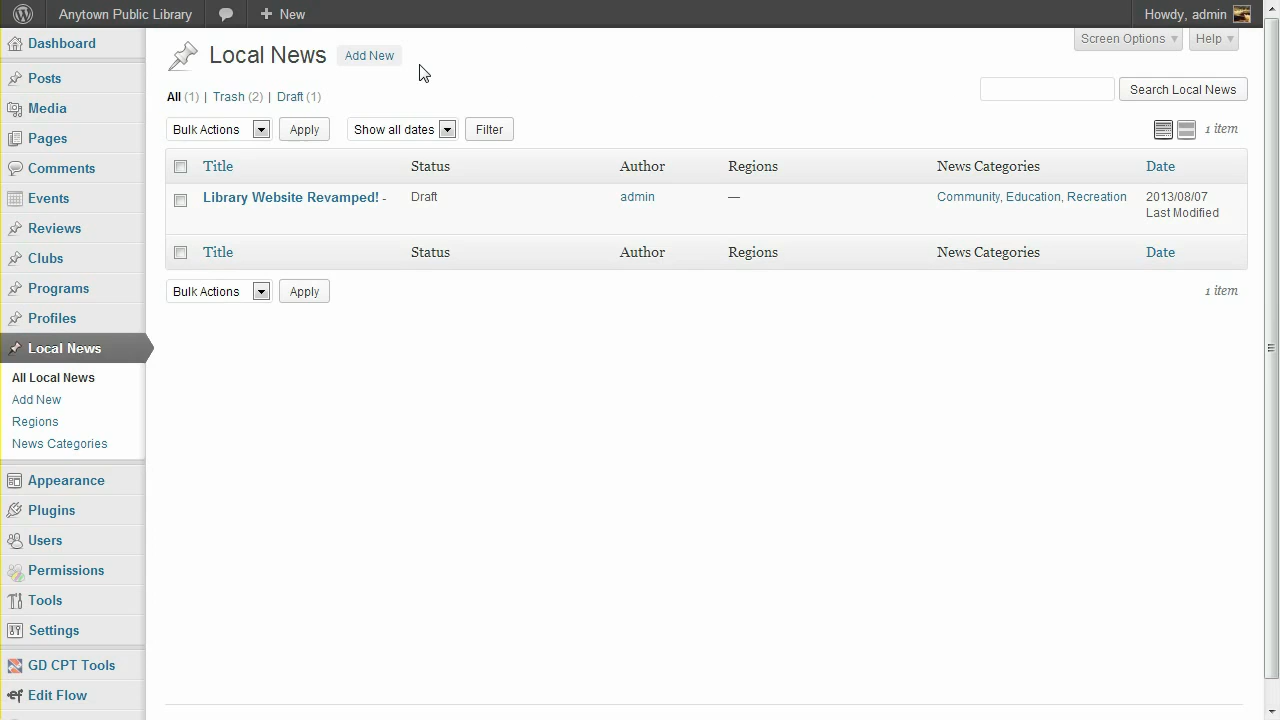 Anytown Public Library
New
Howdy, admin
Dashboard
Posts
Media
Pages
Comments
Events
Reviews
Clubs
Programs
Profiles
Local News
All Local News
Add New
Regions
News Categories
Appearance
Plugins
Users
Permissions
Tools
Settings
GD CPT Tools
ef Edit Flow
Screen Options
Help
Local News
Add New
All (1) | Trash (2) | Draft (1)
Search Local News
Bulk Actions
Apply
Show all dates
Filter
1 item
Title Status Author Regions News Categories Date
Library Website Revamped! - Draft admin — Community, Education, Recreation 2013/08/07
Last Modified
Title Status Author Regions News Categories Date
Bulk Actions
Apply
1 item